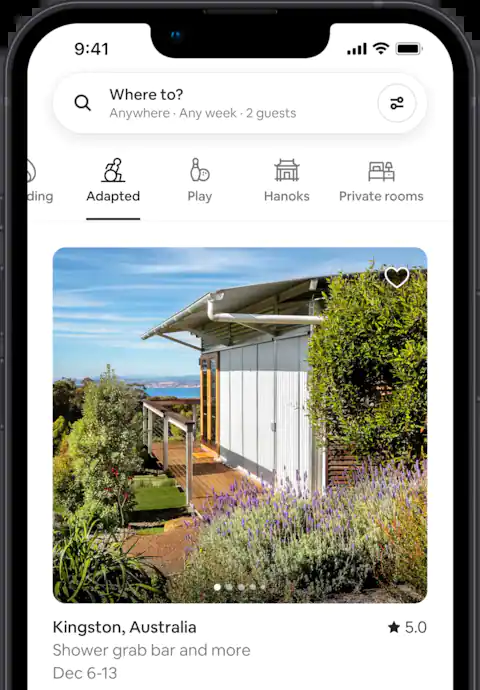 9:41
Where to?
Anywhere · Any week · 2 guests
ding
Adapted
Play
Hanoks
Private rooms
Kingston, Australia
5.0
Shower grab bar and more
Dec 6-13